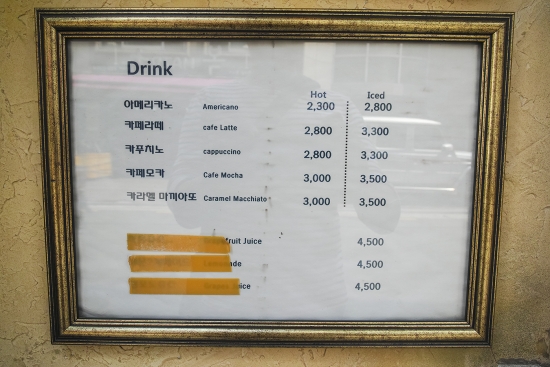 Drink
Hot Iced
아메리카노 Americano 2,300 2,800
카페라떼 cafe Latte 2,800 3,300
카푸치노 cappuccino 2,800 3,300
카페모카 Cafe Mocha 3,000 3,500
카라멜 마끼아또 Caramel Macchiato 3,000 3,500
fruit Juice 4,500
4,500
4,500